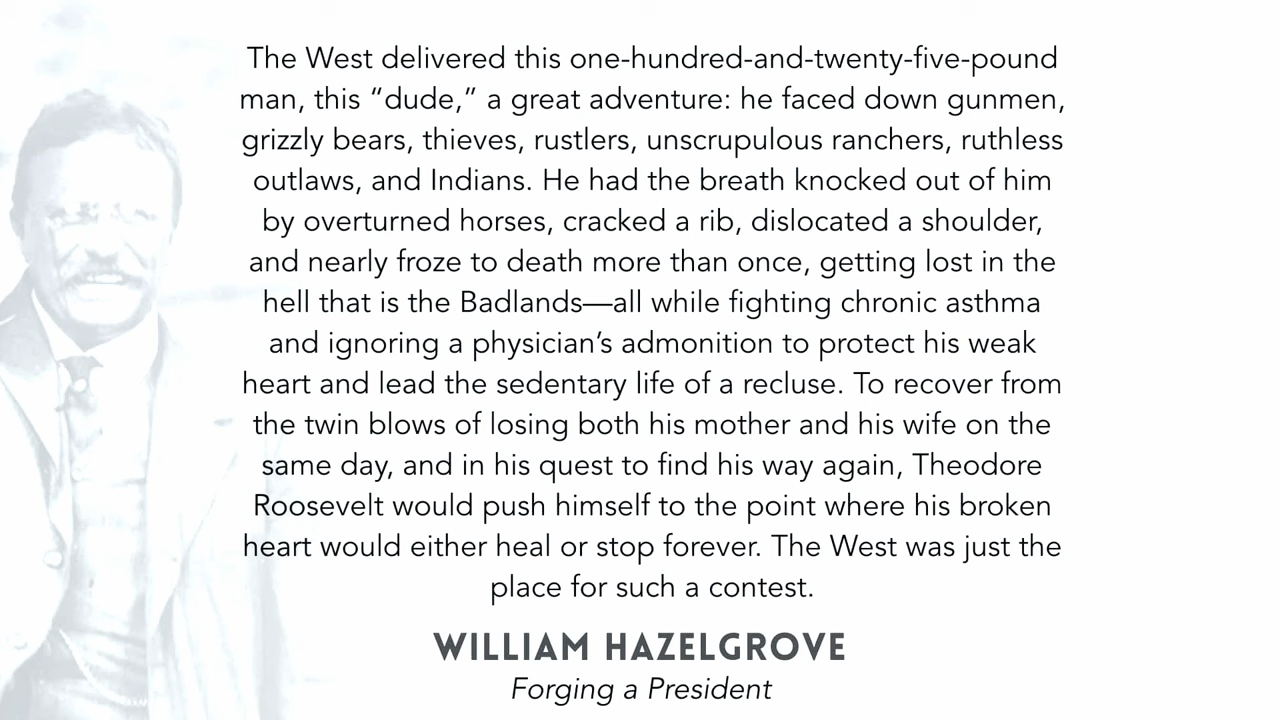 The West delivered this one-hundred-and-twenty-five-pound
man, this “dude,” a great adventure: he faced down gunmen,
grizzly bears, thieves, rustlers, unscrupulous ranchers, ruthless
outlaws, and Indians. He had the breath knocked out of him
by overturned horses, cracked a rib, dislocated a shoulder,
and nearly froze to death more than once, getting lost in the
hell that is the Badlands—all while fighting chronic asthma
and ignoring a physician’s admonition to protect his weak
heart and lead the sedentary life of a recluse. To recover from
the twin blows of losing both his mother and his wife on the
same day, and in his quest to find his way again, Theodore
Roosevelt would push himself to the point where his broken
heart would either heal or stop forever. The West was just the
place for such a contest.
WILLIAM HAZELGROVE
Forging a President